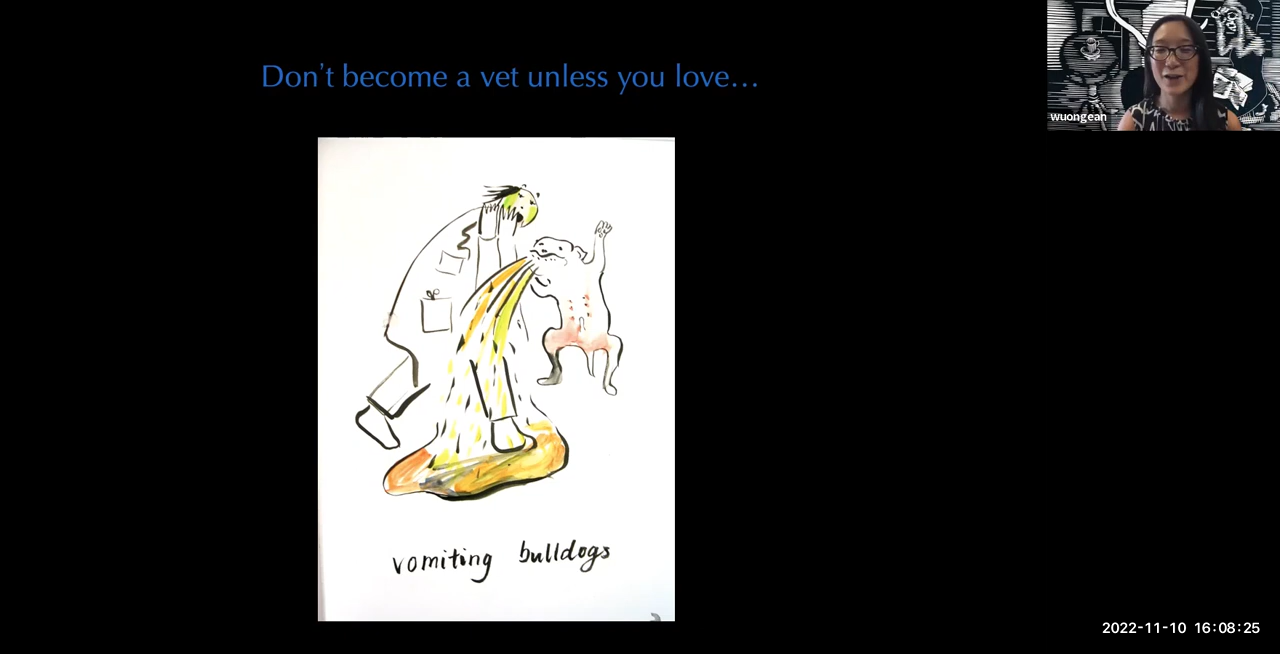 Don't become a vet unless you love…
wuongean
vomiting bulldogs
2022-11-10 16:08:25